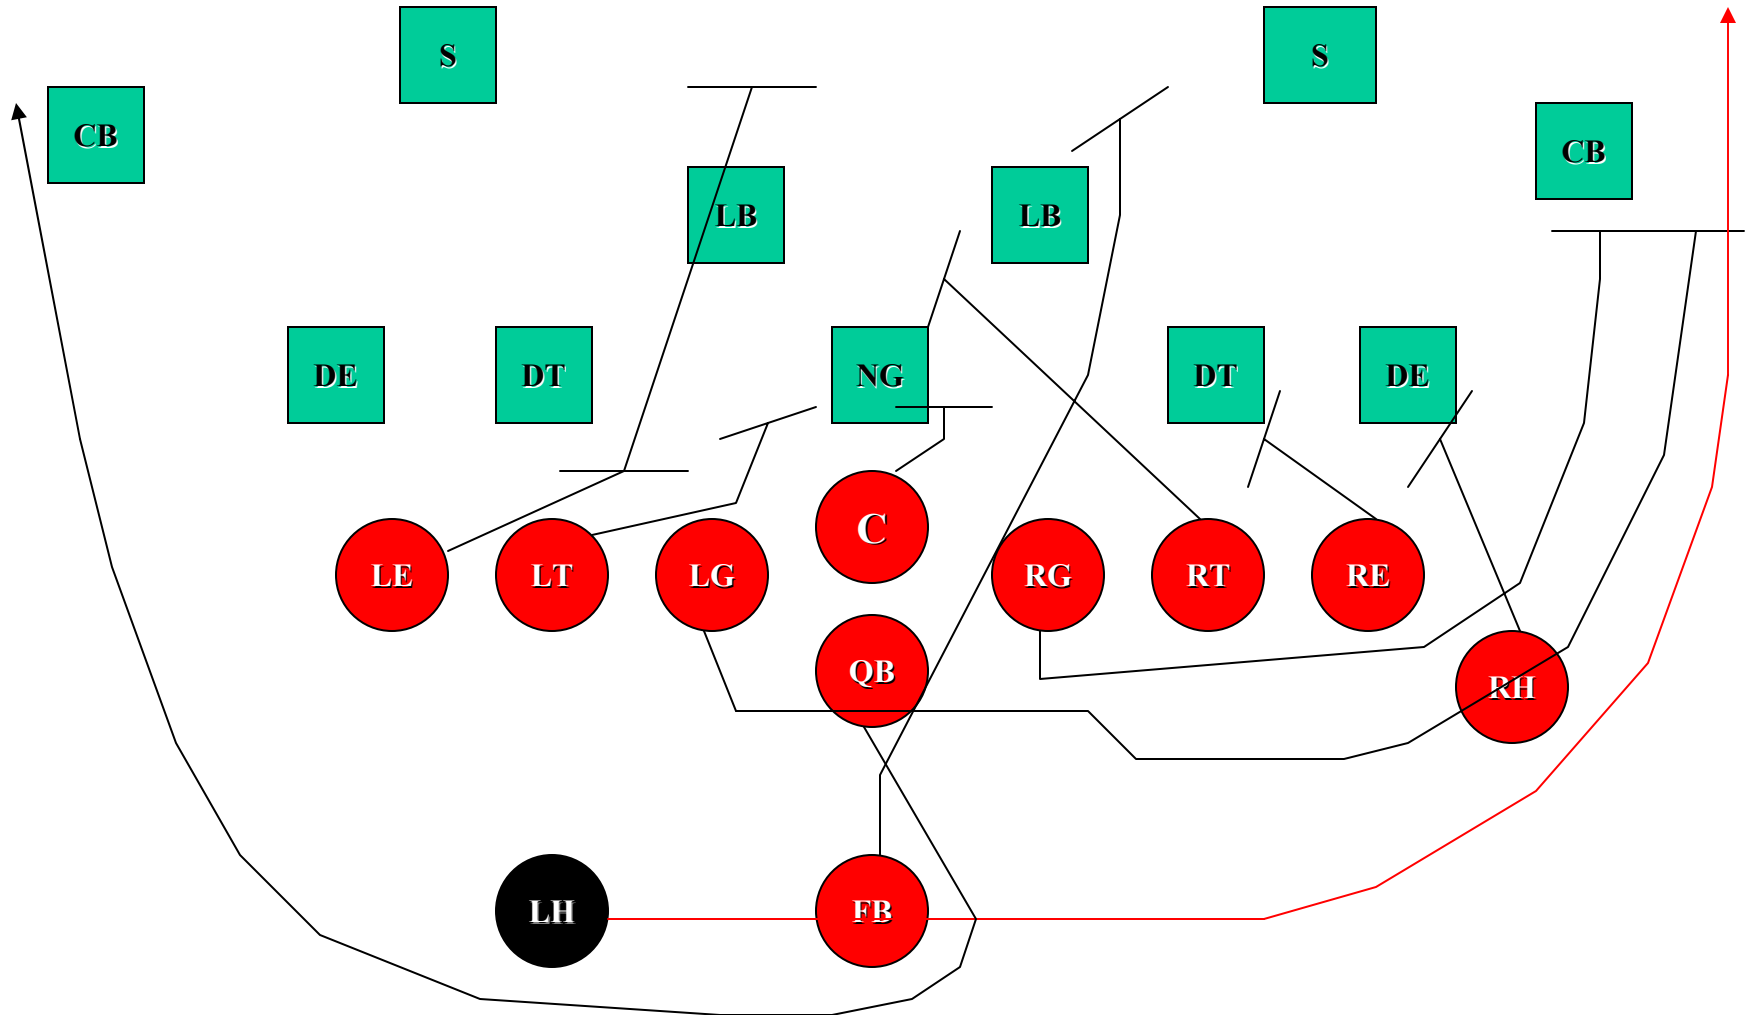 S
S
CB
CB
LB
LB
DE
DT
NG
DT
DE
C
LE
LT
LG
RG
RT
RE
QB
RH
LH
FB